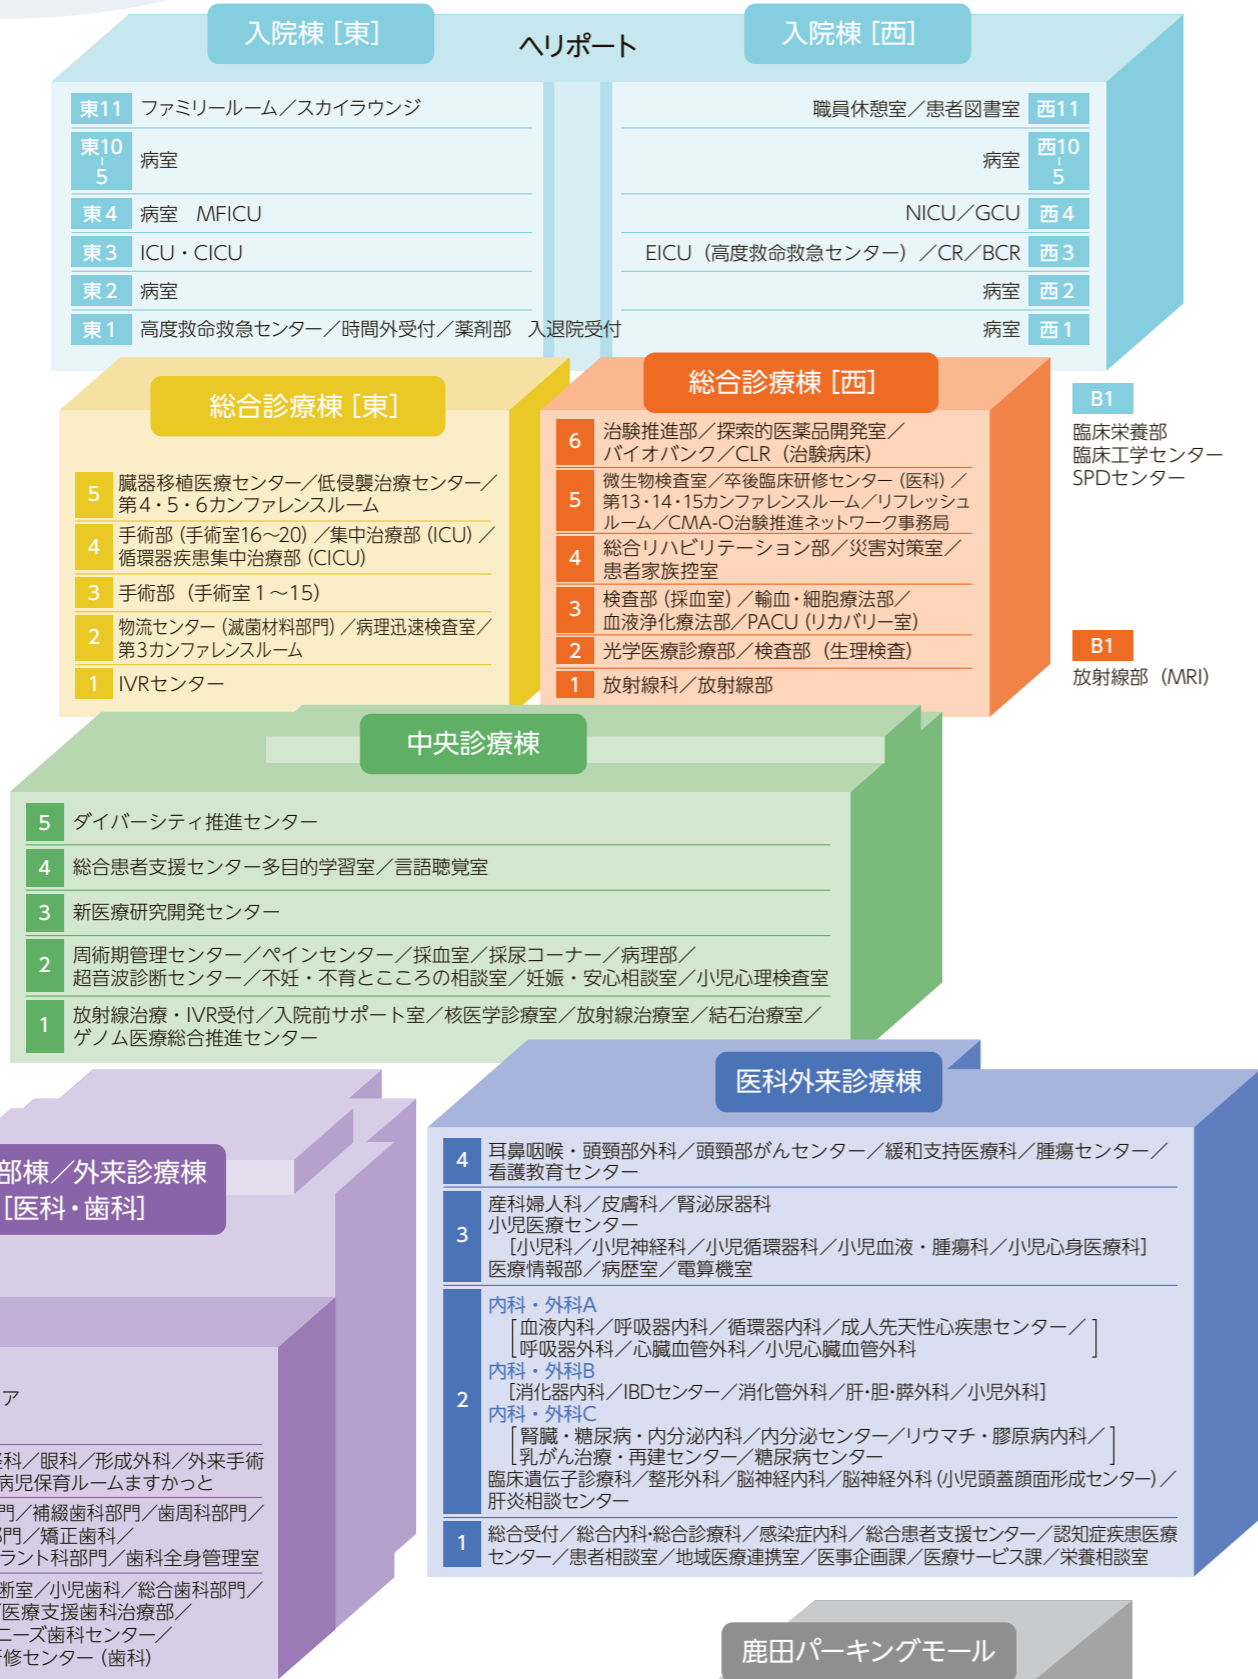 入院棟［東］
ヘリポート
入院棟［西］
東11 ファミリールーム／スカイラウンジ
東10-5 病室
東4 病室　MFICU
東3 ICU・CICU
東2 病室
東1 高度救命救急センター／時間外受付／薬剤部　入退院受付
職員休憩室／患者図書室 西11
病室 西10-5
NICU／GCU 西4
EICU（高度救命救急センター）／CR／BCR 西3
病室 西2
病室 西1
B1
臨床栄養部
臨床工学センター
SPDセンター
総合診療棟［東］
5 臓器移植医療センター／低侵襲治療センター／
第4・5・6カンファレンスルーム
4 手術部（手術室16～20）／集中治療部（ICU）／
循環器疾患集中治療部（CICU）
3 手術部（手術室１～15）
2 物流センター（滅菌材料部門）／病理迅速検査室／
第3カンファレンスルーム
1 IVRセンター
総合診療棟［西］
6 治験推進部／探索的医薬品開発室／
バイオバンク／CLR（治験病床）
5 微生物検査室／卒後臨床研修センター（医科）／
第13・14・15カンファレンスルーム／リフレッシュ
ルーム／CMA-O治験推進ネットワーク事務局
4 総合リハビリテーション部／災害対策室／
患者家族控室
3 検査部（採血室）／輸血・細胞療法部／
血液浄化療法部／PACU（リカバリー室）
2 光学医療診療部／検査部（生理検査）
1 放射線科／放射線部
B1
放射線部（MRI）
中央診療棟
5 ダイバーシティ推進センター
4 総合患者支援センター多目的学習室／言語聴覚室
3 新医療研究開発センター
2 周術期管理センター／ペインセンター／採血室／採尿コーナー／病理部／
超音波診断センター／不妊・不育とこころの相談室／妊娠・安心相談室／小児心理検査室
1 放射線治療・IVR受付／入院前サポート室／核医学診療室／放射線治療室／結石治療室／
ゲノム医療総合推進センター
医科外来診療棟
4 耳鼻咽喉・頭頸部外科／頭頸部がんセンター／緩和支持医療科／腫瘍センター／
看護教育センター
3 産科婦人科／皮膚科／腎泌尿器科
小児医療センター
［小児科／小児神経科／小児循環器科／小児血液・腫瘍科／小児心身医療科］
医療情報部／病歴室／電算機室
2 内科・外科A
［血液内科／呼吸器内科／循環器内科／成人先天性心疾患センター／
呼吸器外科／心臓血管外科／小児心臓血管外科］
内科・外科B
［消化器内科／IBDセンター／消化管外科／肝・胆・膵外科／小児外科］
内科・外科C
［腎臓・糖尿病・内分泌内科／内分泌センター／リウマチ・膠原病内科／
乳がん治療・再建センター／糖尿病センター］
臨床遺伝子診療科／整形外科／脳神経内科／脳神経外科（小児頭蓋顔面形成センター）／
肝炎相談センター
1 総合受付／総合内科・総合診療科／感染症内科／総合患者支援センター／認知症疾患医療
センター／患者相談室／地域医療連携室／医事企画課／医療サービス課／栄養相談室
部棟／外来診療棟
［医科・歯科］
ア
科／眼科／形成外科／外来手術
病児保育ルームますかっと
門／補綴歯科部門／歯周科部門／
部門／矯正歯科／
ラント科部門／歯科全身管理室
断室／小児歯科／総合歯科部門／
医療支援歯科治療部／
ニーズ歯科センター／
修センター（歯科）
鹿田パーキングモール